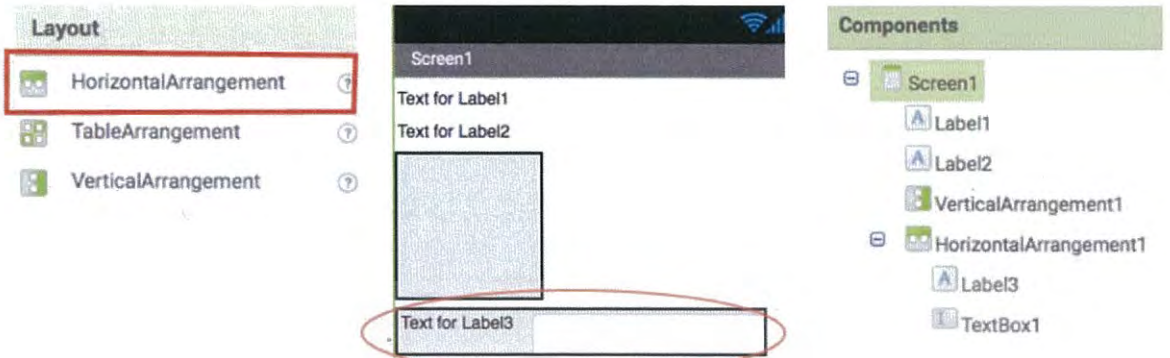 Layout
HorizontalArrangement ?
TableArrangement ?
VerticalArrangement ?
Screen1
Text for Label1
Text for Label2
Text for Label3
Components
Screen1
A Label1
A Label2
VerticalArrangement1
HorizontalArrangement1
A Label3
TextBox1